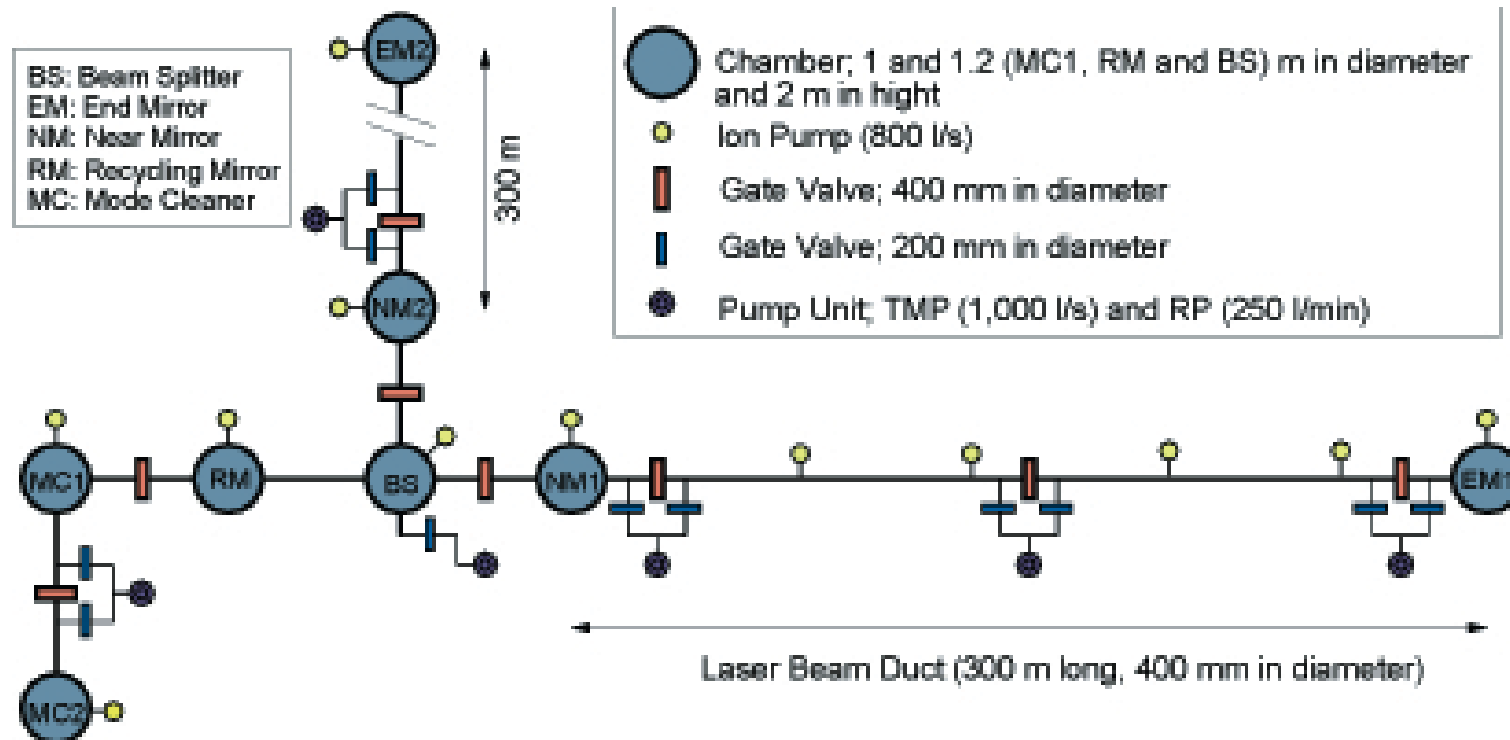 BS: Beam Splitter
EM: End Mirror
NM: Near Mirror
RM: Recycling Mirror
MC: Mode Cleaner
EM2
300 m
NM2
Chamber; 1 and 1.2 (MC1, RM and BS) m in diameter
and 2 m in hight
Ion Pump (800 l/s)
Gate Valve; 400 mm in diameter
Gate Valve; 200 mm in diameter
Pump Unit; TMP (1,000 l/s) and RP (250 l/min)
MC1
RM
BS
NM1
EM1
MC2
Laser Beam Duct (300 m long, 400 mm in diameter)